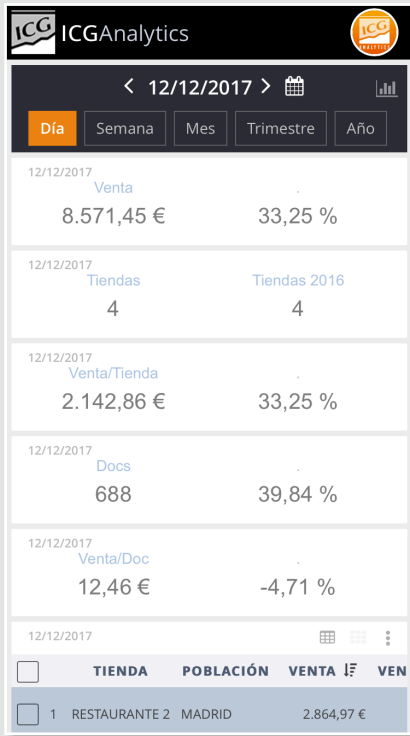 ICG ICGAnalytics ICG ANALYTICS
< 12/12/2017 >
Día Semana Mes Trimestre Año
12/12/2017
Venta .
8.571,45 € 33,25 %
12/12/2017
Tiendas Tiendas 2016
4 4
12/12/2017
Venta/Tienda .
2.142,86 € 33,25 %
12/12/2017
Docs .
688 39,84 %
12/12/2017
Venta/Doc .
12,46 € -4,71 %
12/12/2017
TIENDA POBLACIÓN VENTA VEN
1 RESTAURANTE 2 MADRID 2.864,97 €